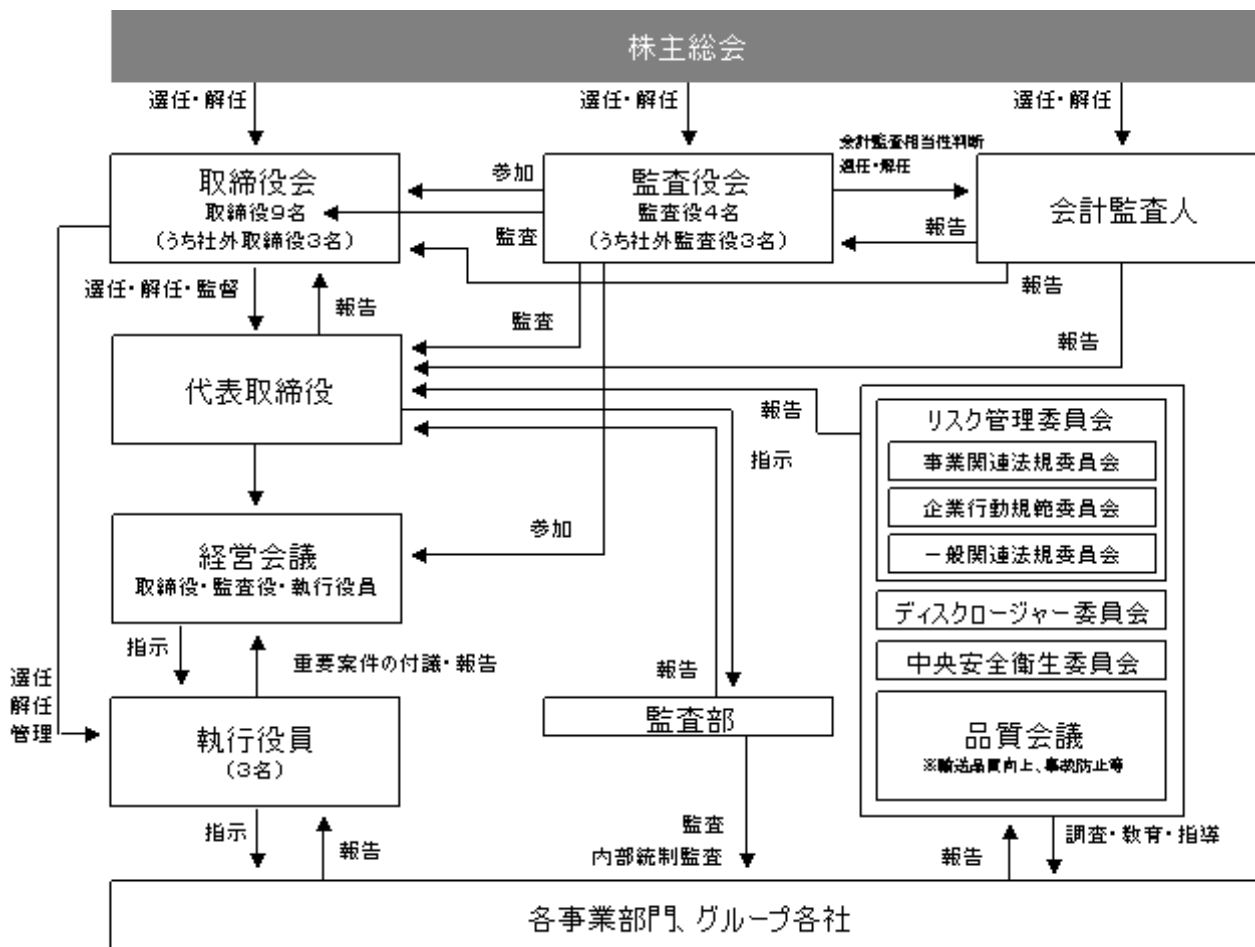 株主総会
選任・解任
選任・解任
選任・解任
会計監査相当性判断
選任・解任
取締役会
取締役9名
(うち社外取締役3名)
参加
監査
監査役会
監査役4名
(うち社外監査役3名)
報告
会計監査人
選任・解任・監督
報告
監査
報告
報告
代表取締役
報告
指示
リスク管理委員会
事業関連法規委員会
企業行動規範委員会
一般関連法規委員会
経営会議
取締役・監査役・執行役員
参加
ディスクロージャー委員会
指示
重要案件の付議・報告
報告
中央安全衛生委員会
選任
解任
管理
執行役員
(3名)
監査部
品質会議
※輸送品質向上、事故防止等
指示
報告
監査
内部統制監査
報告
調査・教育・指導
各事業部門、グループ各社